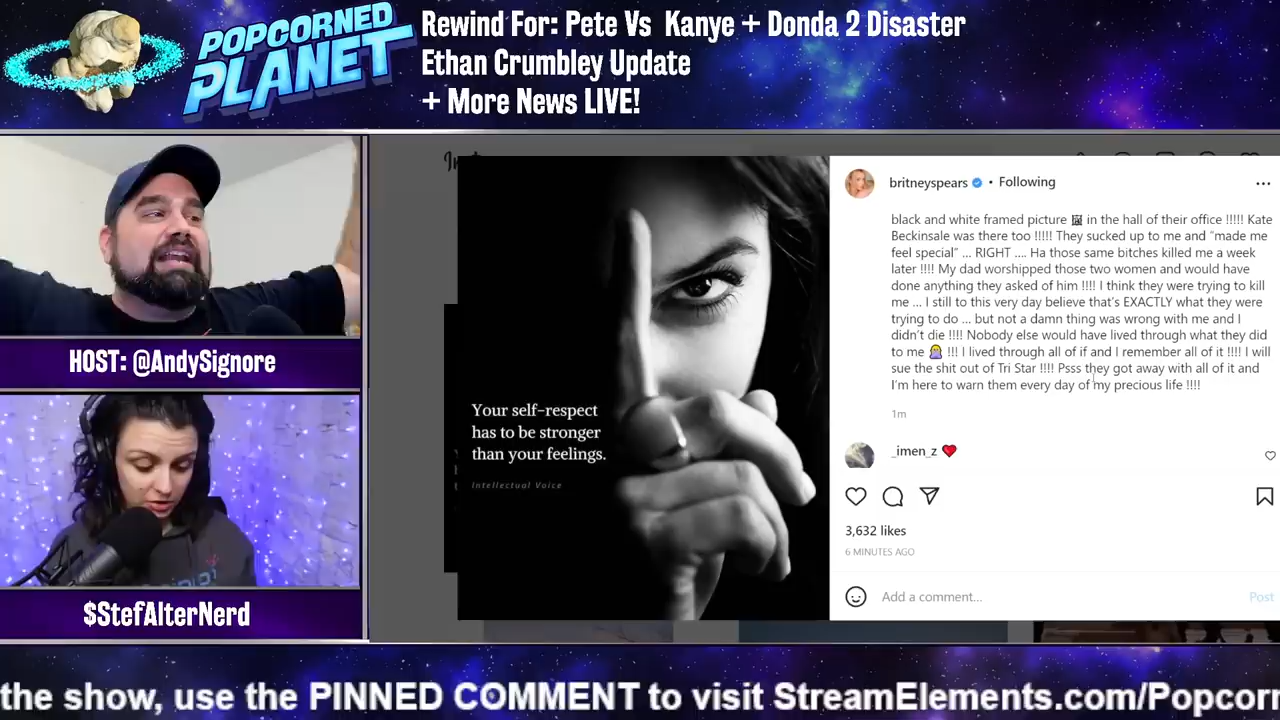 POPCORNED
PLANET
Rewind For: Pete Vs Kanye + Donda 2 Disaster
Ethan Crumbley Update
+ More News LIVE!
HOST: @AndySignore
$StefAlterNerd
Your self-respect
has to be stronger
than your feelings.
Intellectual Voice
britneyspears • Following
black and white framed picture 🖼 in the hall of their office !!!!! Kate
Beckinsale was there too !!!!! They sucked up to me and “made me
feel special” … RIGHT …. Ha those same bitches killed me a week
later !!!! My dad worshipped those two women and would have
done anything they asked of him !!!! I think they were trying to kill
me … I still to this very day believe that’s EXACTLY what they were
trying to do … but not a damn thing was wrong with me and I
didn’t die !!!! Nobody else would have lived through what they did
to me 🤷🏼‍♀️ !!! I lived through all of if and I remember all of it !!!! I will
sue the shit out of Tri Star !!!! Psss they got away with all of it and
I’m here to warn them every day of my precious life !!!!
1m
_imen_z ❤️
3,632 likes
6 MINUTES AGO
Add a comment…
Post
the show, use the PINNED COMMENT to visit StreamElements.com/Popcorn